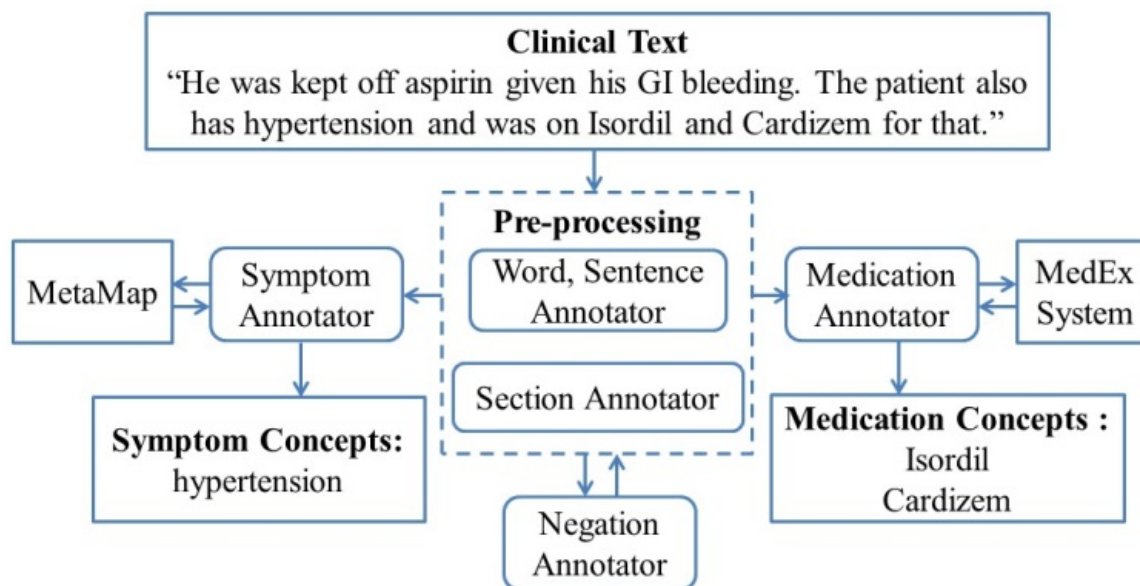 Clinical Text
“He was kept off aspirin given his GI bleeding. The patient also
has hypertension and was on Isordil and Cardizem for that.”
Pre-processing
Word, Sentence
Annotator
Section Annotator
MetaMap
Symptom
Annotator
Medication
Annotator
MedEx
System
Symptom Concepts:
hypertension
Medication Concepts :
Isordil
Cardizem
Negation
Annotator